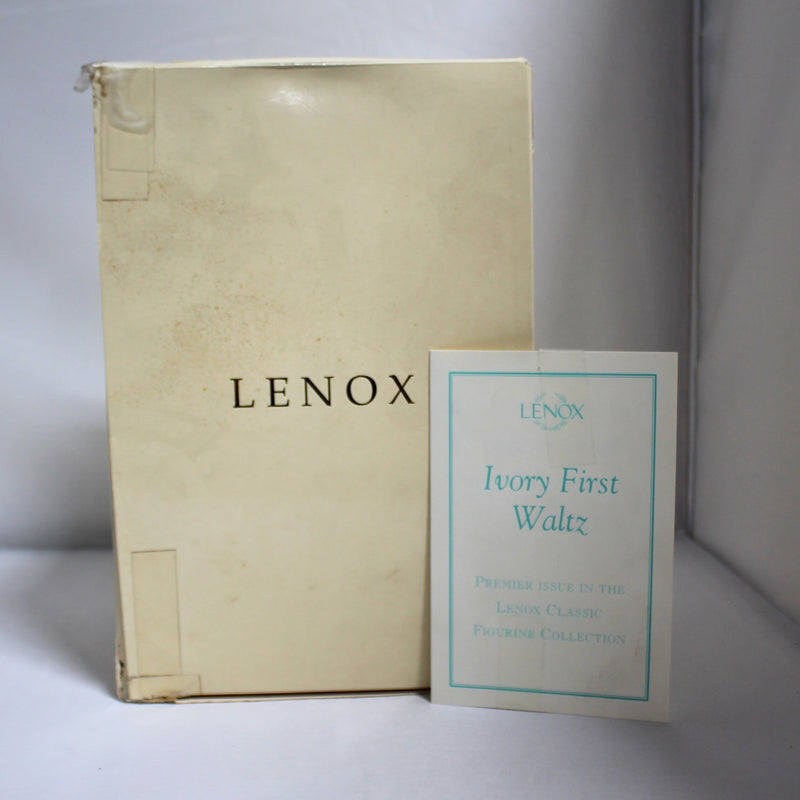 LENOX
LENOX
Ivory First
Waltz
PREMIER ISSUE IN THE
LENOX CLASSIC
FIGURINE COLLECTION